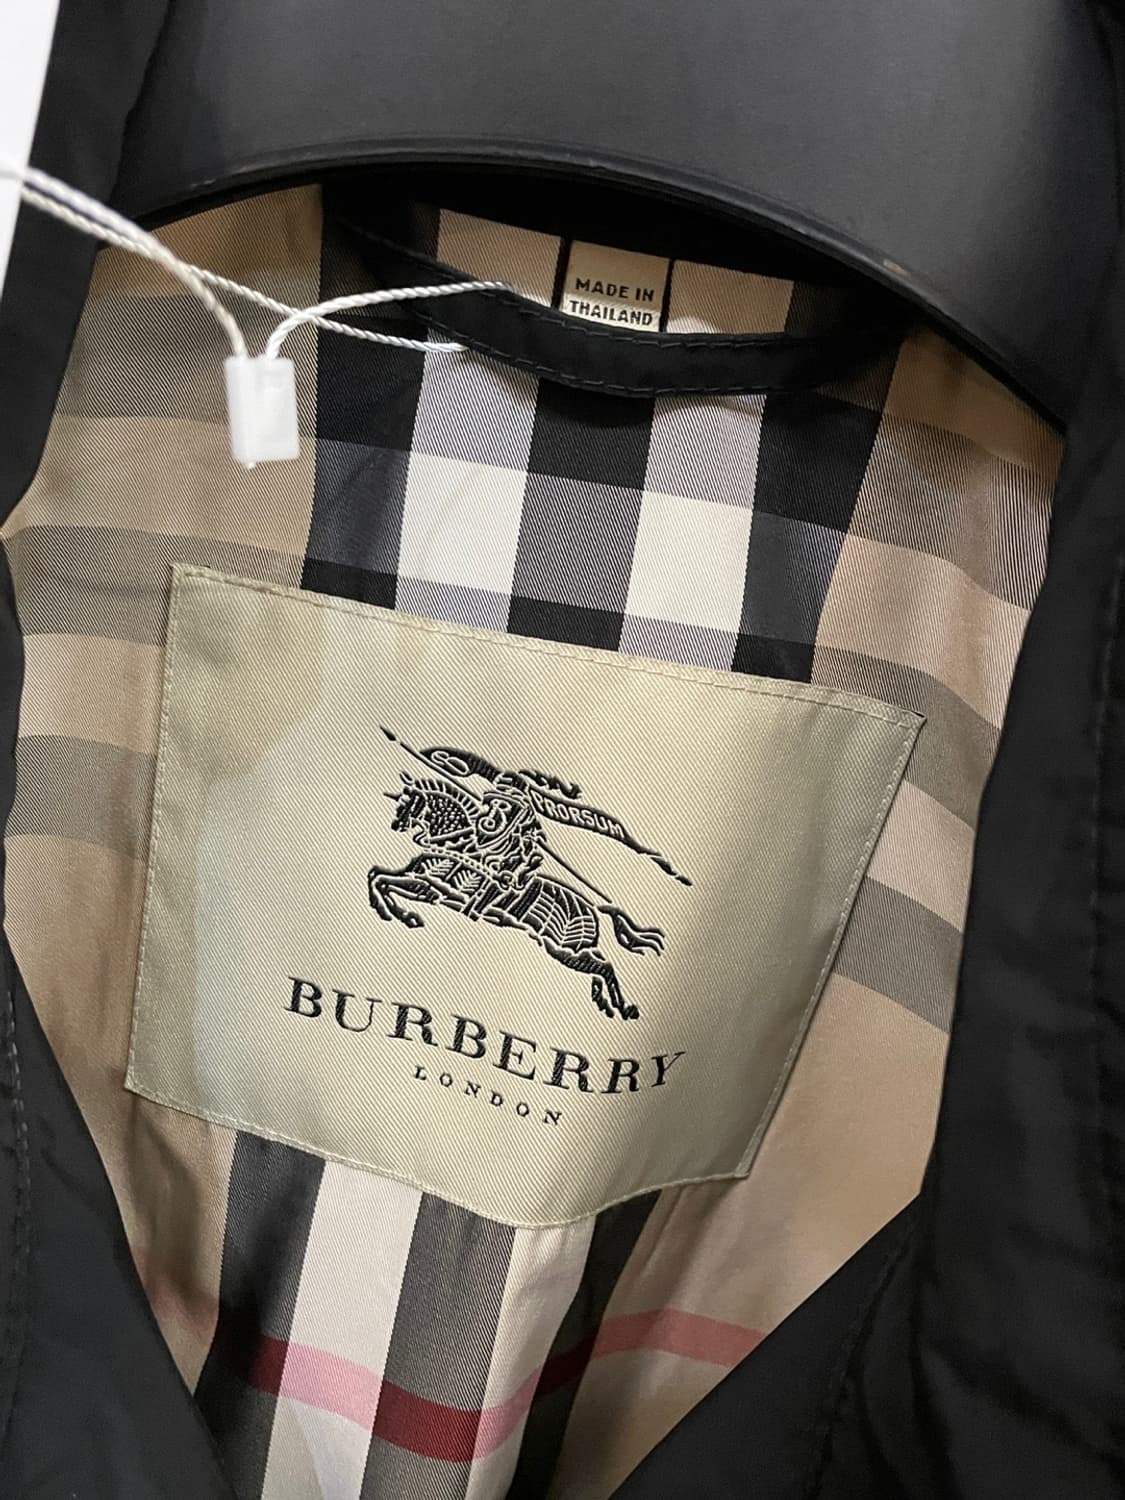 MADE IN
THAILAND
PRORSUM
BURBERRY
LONDON